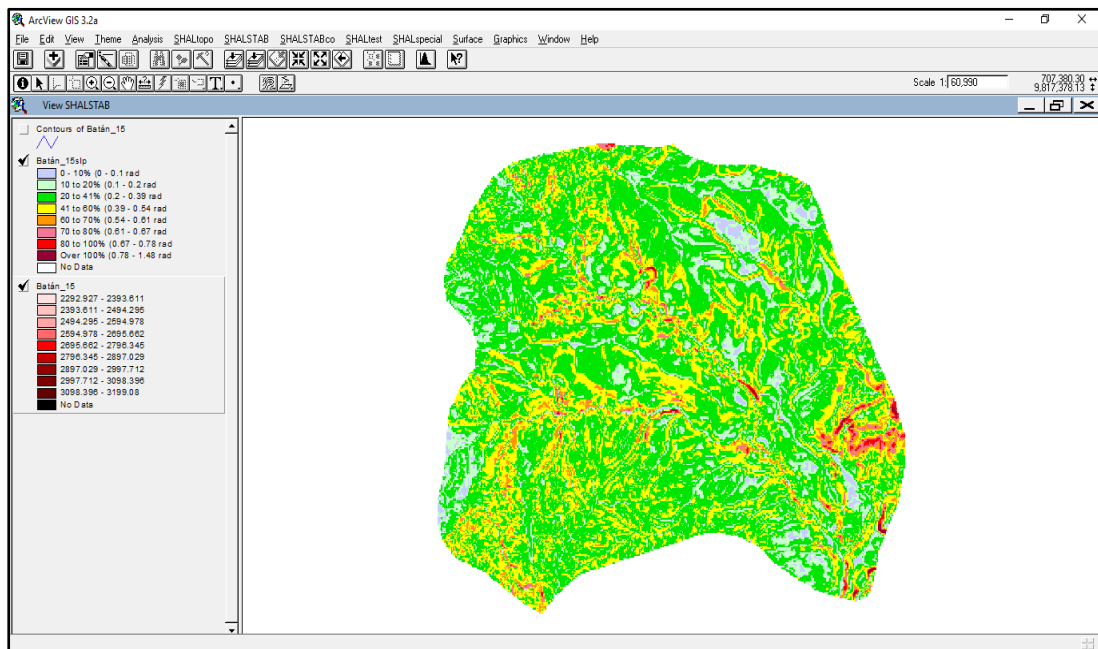 ArcView GIS 3.2a
File Edit View Theme Analysis SHALtopo SHALSTAB SHALSTABco SHALtest SHALspecial Surface Graphics Window Help
Scale 1: 60,990
707,380.30
9,817,378.13
View SHALSTAB
Contours of Batán_15
Batán_15slp
0 - 10% (0 - 0.1 rad
10 to 20% (0.1 - 0.2 rad
20 to 41% (0.2 - 0.39 rad
41 to 60% (0.39 - 0.54 rad
60 to 70% (0.54 - 0.61 rad
70 to 80% (0.61 - 0.67 rad
80 to 100% (0.67 - 0.78 rad
Over 100% (0.78 - 1.48 rad
No Data
Batán_15
2292.927 - 2393.611
2393.611 - 2494.295
2494.295 - 2594.978
2594.978 - 2695.662
2695.662 - 2796.345
2796.345 - 2897.029
2897.029 - 2997.712
2997.712 - 3098.396
3098.396 - 3199.08
No Data